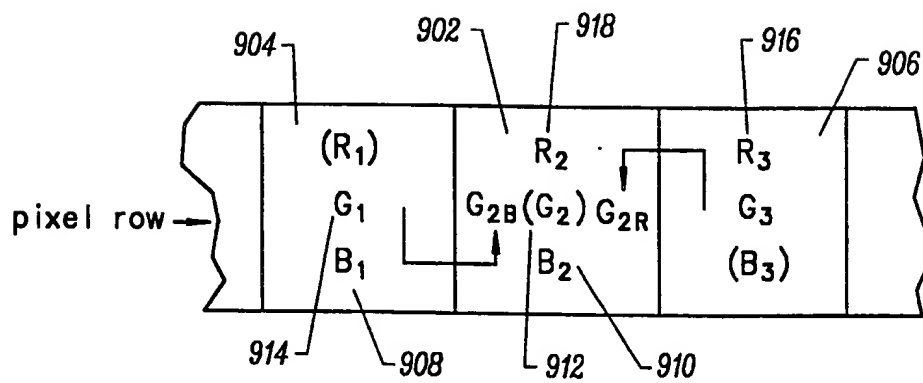 904 902 918 916 906
(R₁) R₂ R₃
pixel row G₁ G₂B(G₂) G₂R G₃
B₁ B₂ (B₃)
914 908 912 910